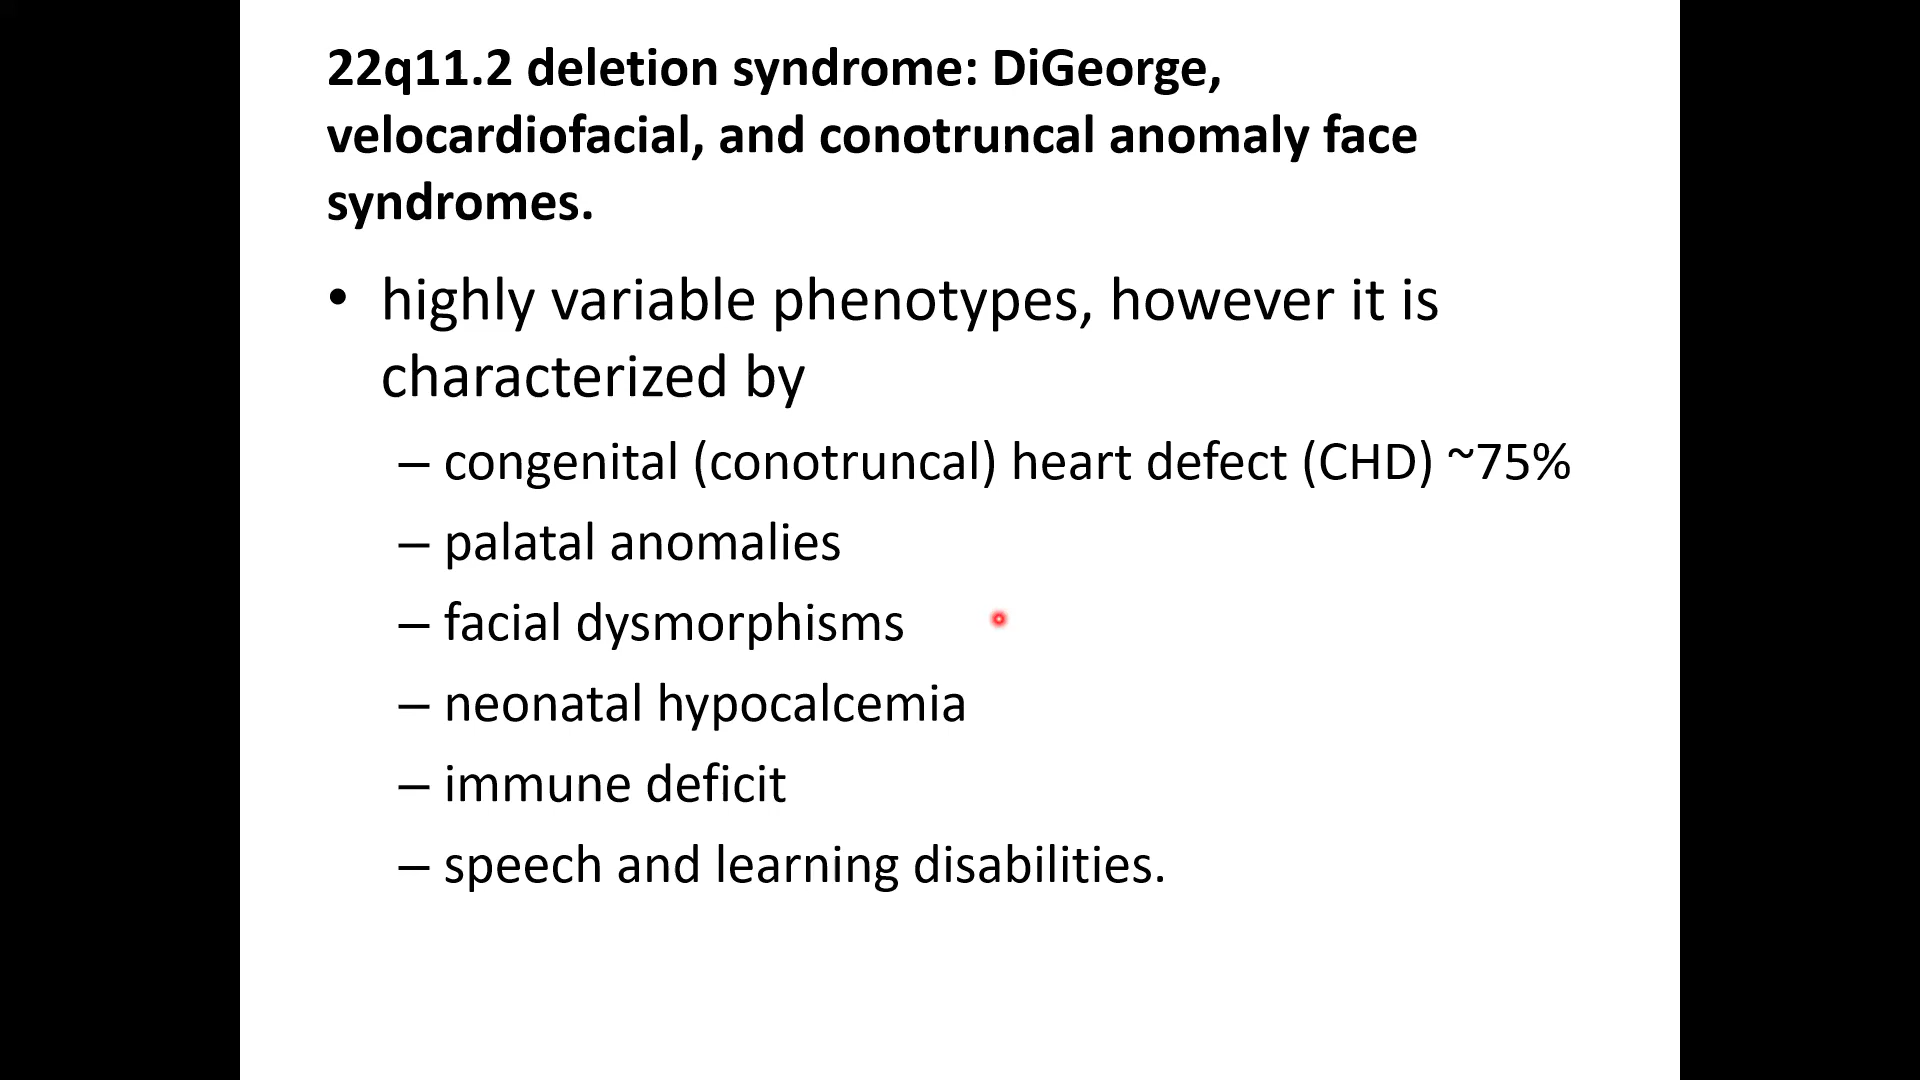 22q11.2 deletion syndrome: DiGeorge,
velocardiofacial, and conotruncal anomaly face
syndromes.
• highly variable phenotypes, however it is
characterized by
– congenital (conotruncal) heart defect (CHD) ~75%
– palatal anomalies
– facial dysmorphisms
– neonatal hypocalcemia
– immune deficit
– speech and learning disabilities.